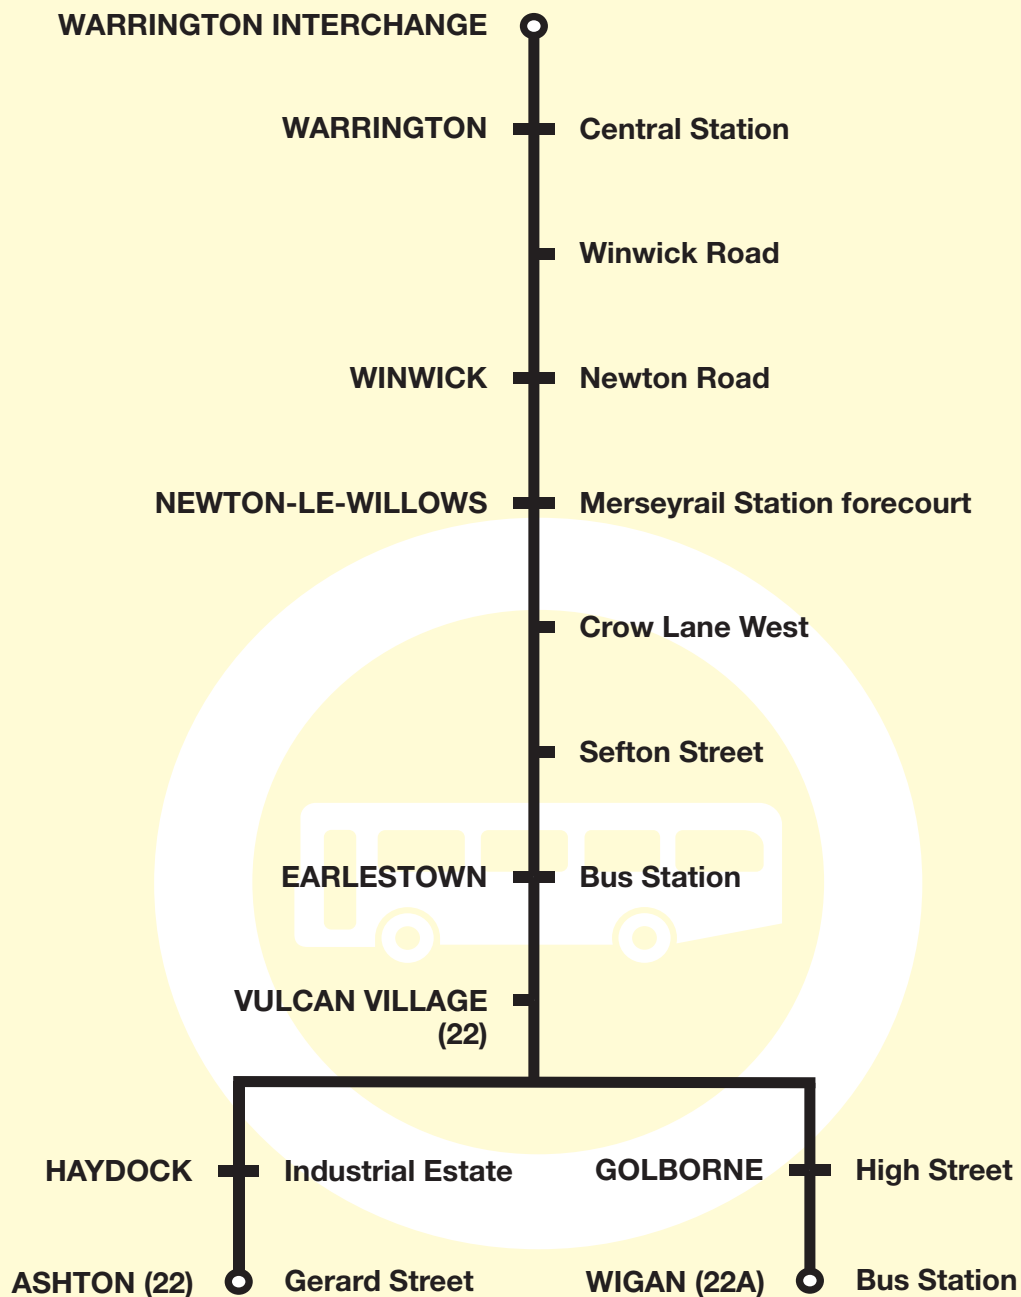 WARRINGTON INTERCHANGE
WARRINGTON Central Station
Winwick Road
WINWICK Newton Road
NEWTON-LE-WILLOWS Merseyrail Station forecourt
Crow Lane West
Sefton Street
EARLESTOWN Bus Station
VULCAN VILLAGE
(22)
HAYDOCK Industrial Estate GOLBORNE High Street
ASHTON (22) Gerard Street WIGAN (22A) Bus Station